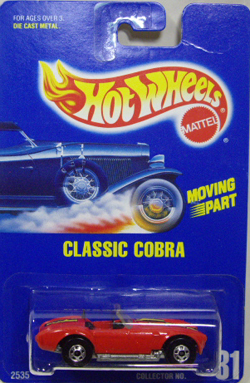 FOR AGES OVER 3
DIE CAST METAL
Hot Wheels
MATTEL
MOVING
PART
CLASSIC COBRA
2535
COLLECTOR NO.
31